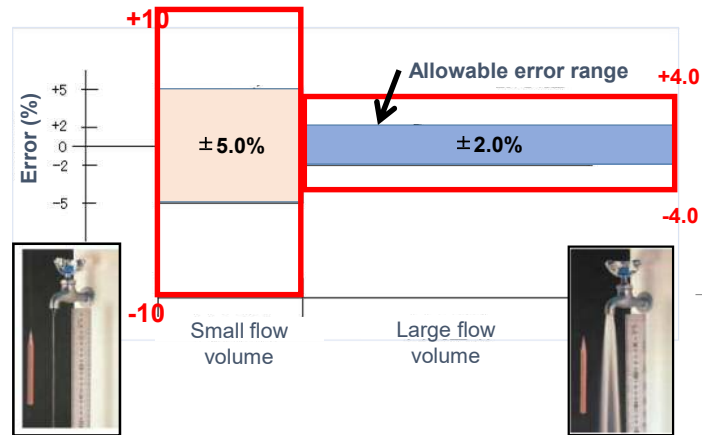 +10
Allowable error range
+4.0
Error (%)
+5
+2
0
−2
−5
±5.0%
±2.0%
-4.0
-10
Small flow
volume
Large flow
volume